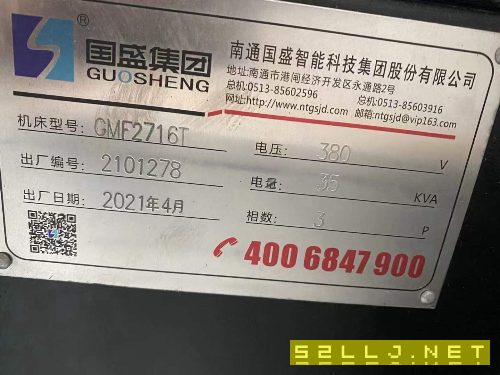 ®
国盛集团
GUOSHENG
南通国盛智能科技集团股份有限公司
地址:南通市港闸经济开发区永通路2号
总机:0513-85602596 总机:0513-85603916
网址:http://www.ntgsjd.com 邮箱:ntgsjd@vip163.com
机床型号: GMF2716T 电压: 380 V
出厂编号: 2101278 电量: 35 KVA
出厂日期: 2021年4月 相数: 3 P
400 6847 900
52LLJ.NET